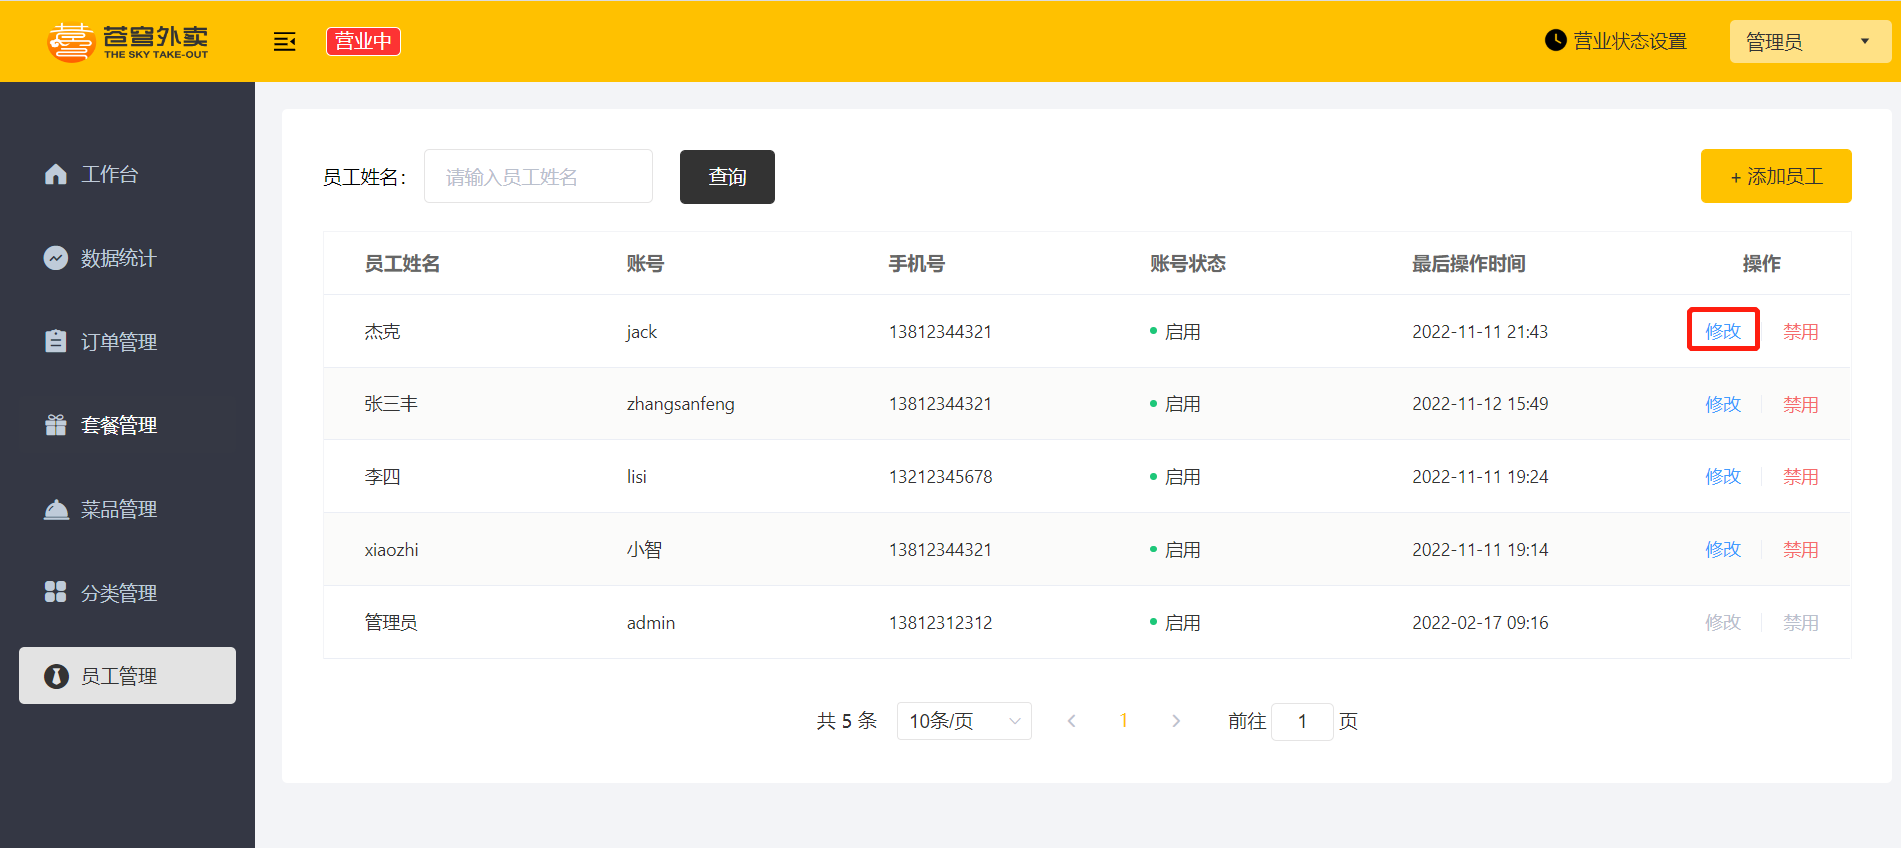 苍穹外卖
THE SKY TAKE-OUT
营业中
营业状态设置
管理员
工作台
数据统计
订单管理
套餐管理
菜品管理
分类管理
员工管理
员工姓名： 请输入员工姓名 查询 + 添加员工
员工姓名 账号 手机号 账号状态 最后操作时间 操作
杰克 jack 13812344321 启用 2022-11-11 21:43 修改 禁用
张三丰 zhangsanfeng 13812344321 启用 2022-11-12 15:49 修改 禁用
李四 lisi 13212345678 启用 2022-11-11 19:24 修改 禁用
xiaozhi 小智 13812344321 启用 2022-11-11 19:14 修改 禁用
管理员 admin 13812312312 启用 2022-02-17 09:16 修改 禁用
共 5 条 10条/页 1 前往 1 页